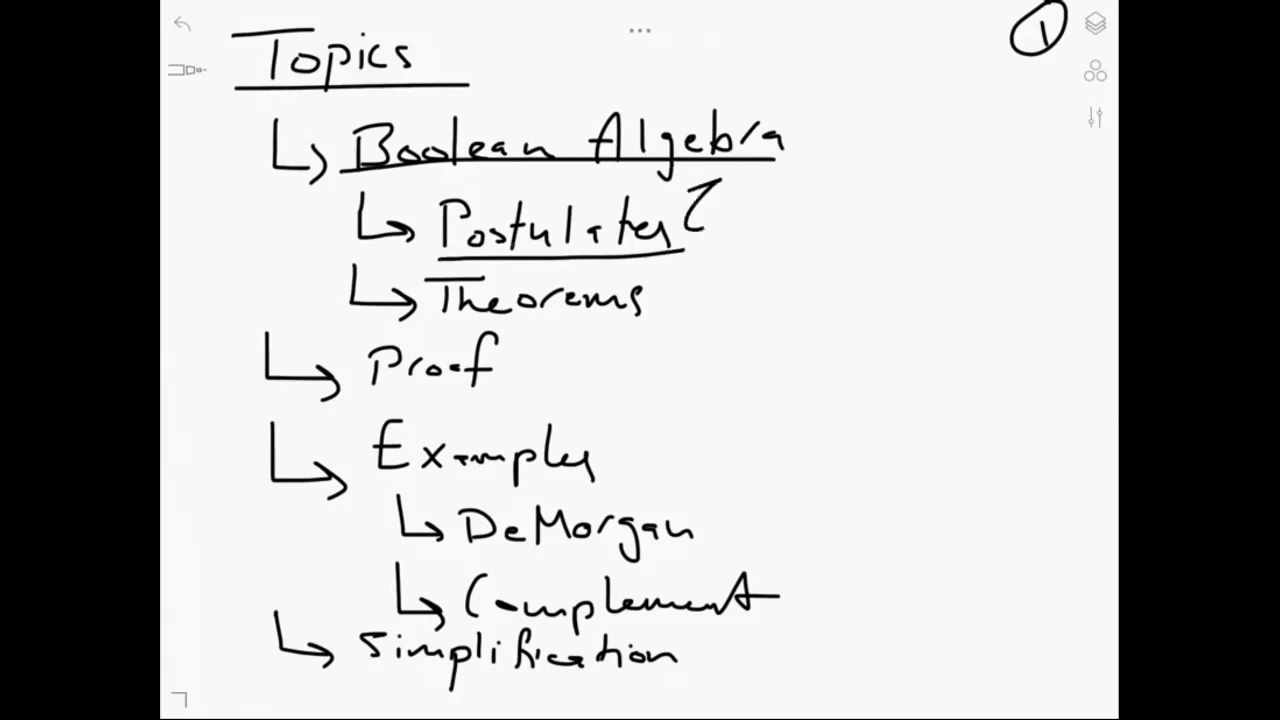 Topics
1
Boolean Algebra
Postulates
Theorems
Proof
Examples
DeMorgan
Complement
Simplification